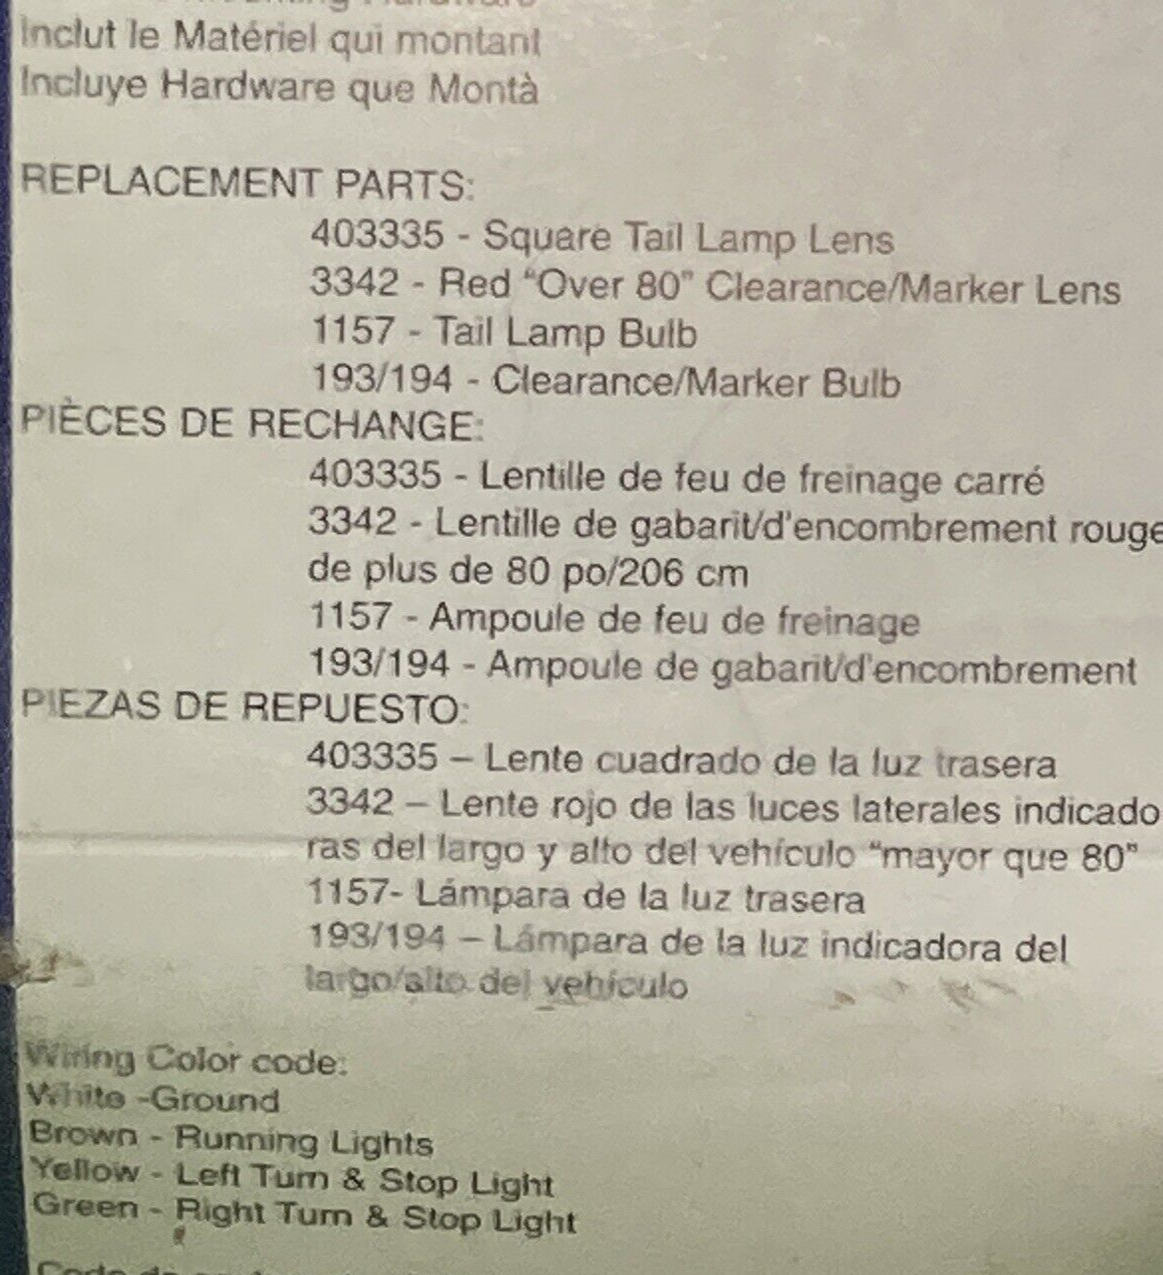 Inclut le Matériel qui montant
Incluye Hardware que Montà
REPLACEMENT PARTS:
403335 - Square Tail Lamp Lens
3342 - Red “Over 80” Clearance/Marker Lens
1157 - Tail Lamp Bulb
193/194 - Clearance/Marker Bulb
PIÈCES DE RECHANGE:
403335 - Lentille de feu de freinage carré
3342 - Lentille de gabarit/d'encombrement rouge
de plus de 80 po/206 cm
1157 - Ampoule de feu de freinage
193/194 - Ampoule de gabarit/d'encombrement
PIEZAS DE REPUESTO:
403335 – Lente cuadrado de la luz trasera
3342 – Lente rojo de las luces laterales indicado
ras del largo y alto del vehículo “mayor que 80”
1157- Lámpara de la luz trasera
193/194 – Lámpara de la luz indicadora del
largo/alto del vehículo
Wiring Color code:
White -Ground
Brown - Running Lights
Yellow - Left Turn & Stop Light
Green - Right Turn & Stop Light